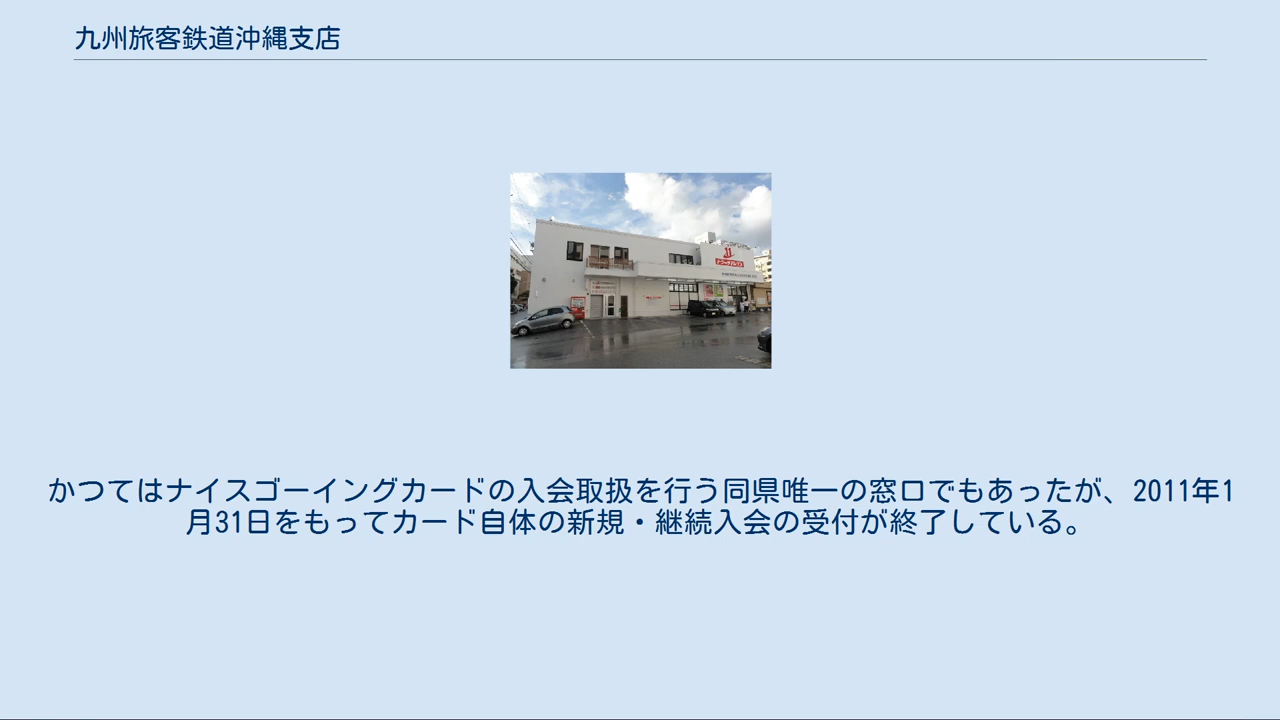 九州旅客鉄道沖縄支店
かつてはナイスゴーイングカードの入会取扱を行う同県唯一の窓口でもあったが、2011年1
月31日をもってカード自体の新規・継続入会の受付が終了している。